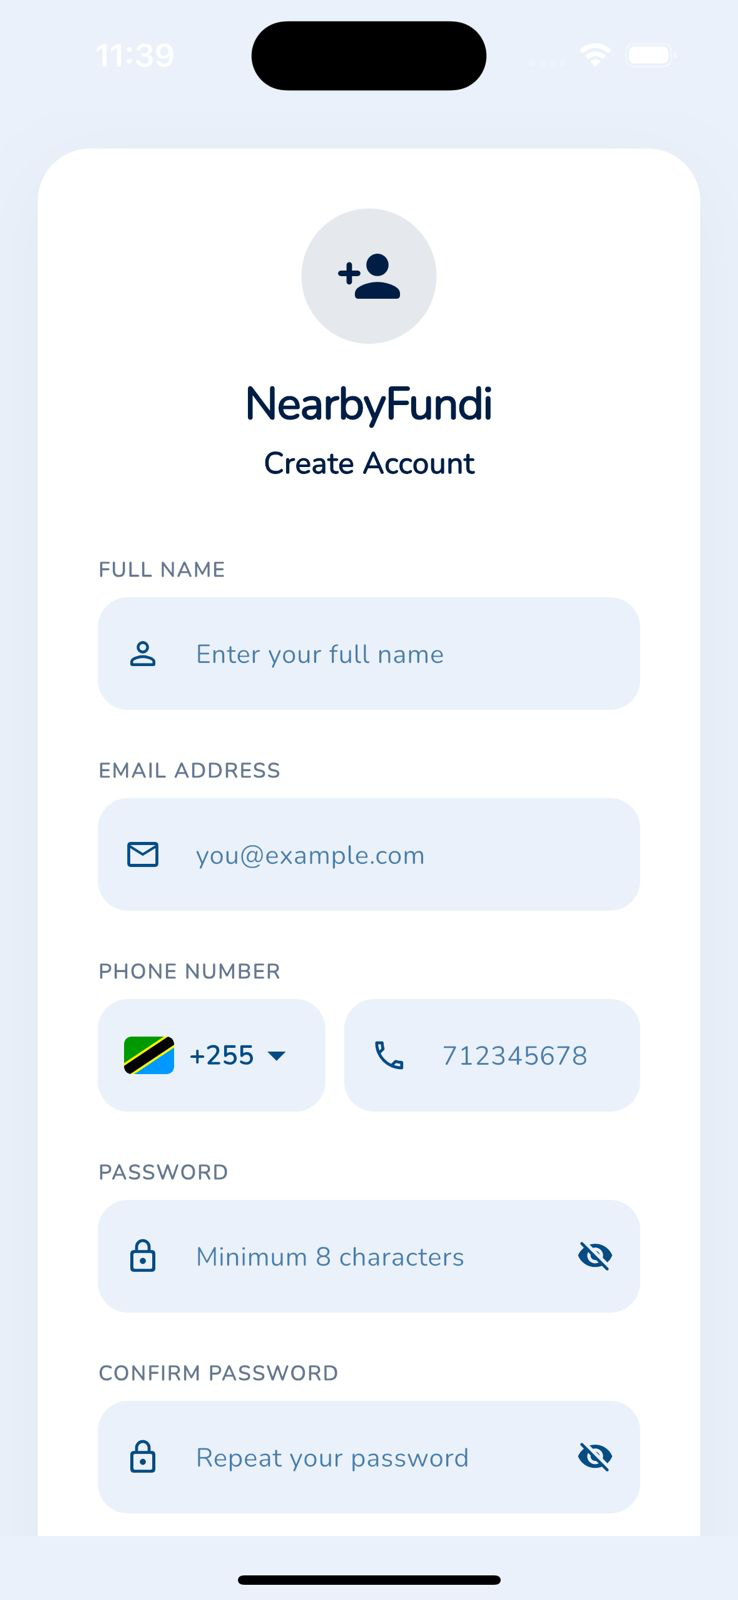 11:39
NearbyFundi
Create Account
FULL NAME
Enter your full name
EMAIL ADDRESS
you@example.com
PHONE NUMBER
+255 712345678
PASSWORD
Minimum 8 characters
CONFIRM PASSWORD
Repeat your password